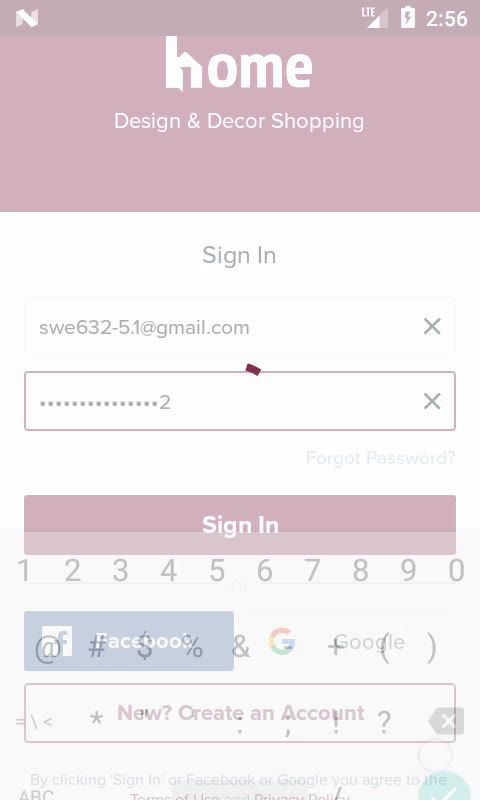 LTE 2:56
home
Design & Decor Shopping
Sign In
swe632-5.1@gmail.com
•••••••••••••••2
Forgot Password?
Sign In
1 2 3 4 5 6 7 8 9 0
Or
Facebook Google
@ # $ % & - + ( )
New? Create an Account
= \ < * " ' : ; ! ?
By clicking 'Sign In' or Facebook or Google you agree to the
Terms of Use and Privacy Policy
ABC , /